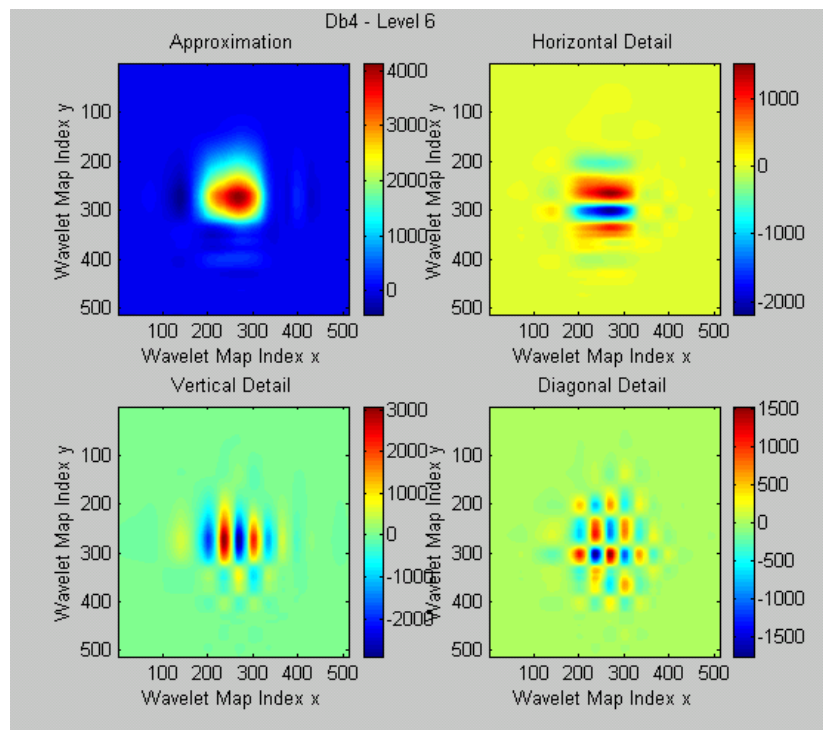 Db4 - Level 6
Approximation
Horizontal Detail
Wavelet Map Index y
100
200
300
400
500
100 200 300 400 500
Wavelet Map Index x
4000
3000
2000
1000
0
Wavelet Map Index y
100
200
300
400
500
100 200 300 400 500
Wavelet Map Index x
1000
0
-1000
-2000
Vertical Detail
Diagonal Detail
Wavelet Map Index y
100
200
300
400
500
100 200 300 400 500
Wavelet Map Index x
3000
2000
1000
0
-1000
-2000
Wavelet Map Index y
100
200
300
400
500
100 200 300 400 500
Wavelet Map Index x
1500
1000
500
0
-500
-1000
-1500